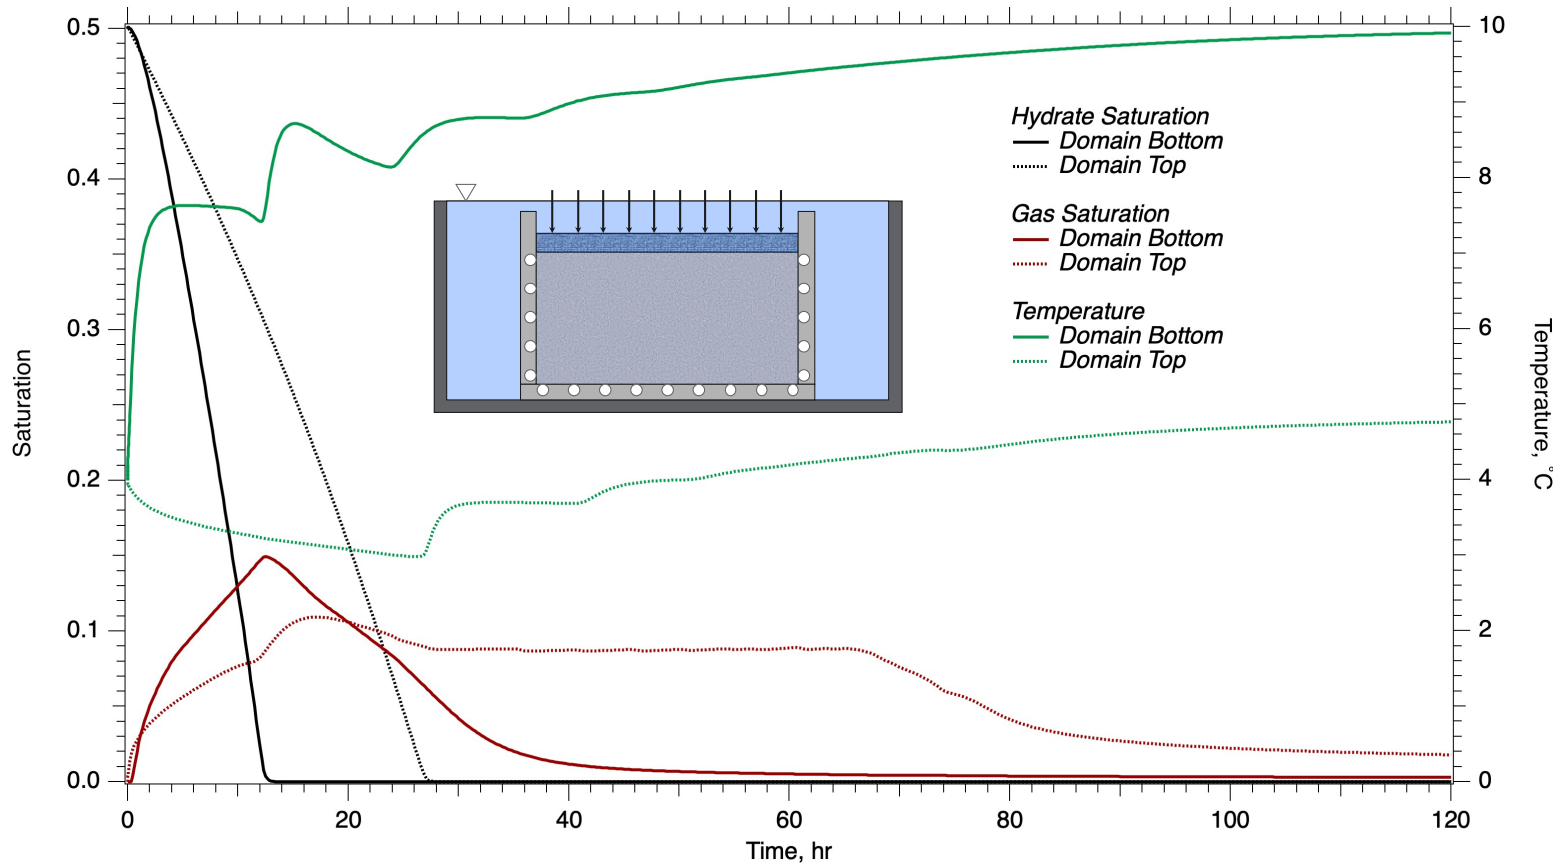 0.5
0.4
0.3
0.2
0.1
0.0
Saturation
10
8
6
4
2
0
Temperature, °C
Hydrate Saturation
Domain Bottom
Domain Top
Gas Saturation
Domain Bottom
Domain Top
Temperature
Domain Bottom
Domain Top
0 20 40 60 80 100 120
Time, hr